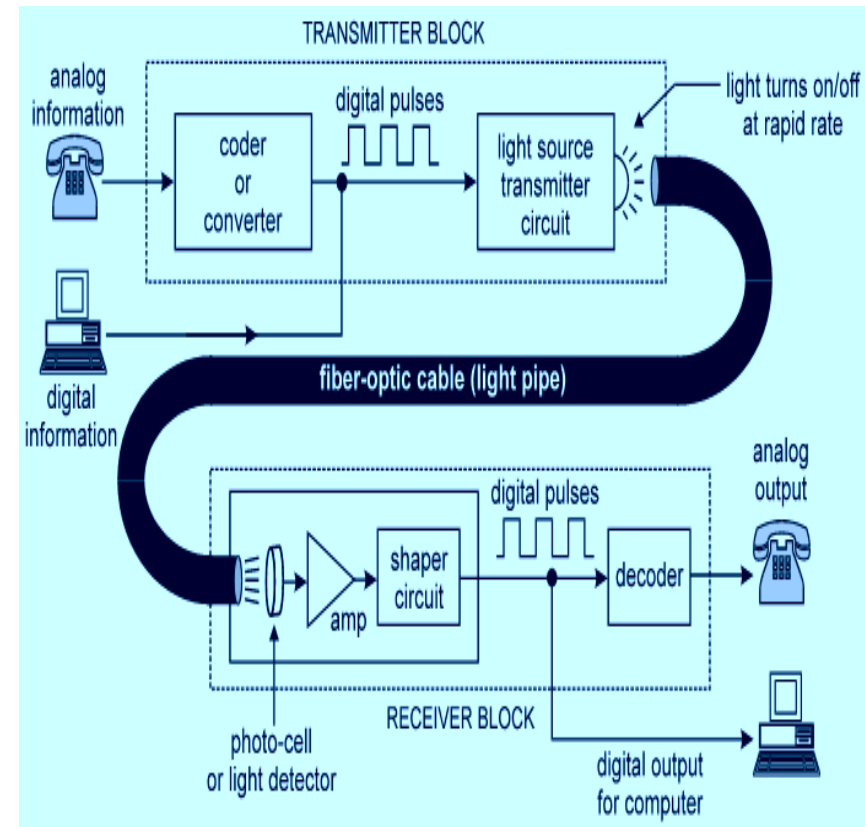 TRANSMITTER BLOCK
analog
information
digital pulses
light turns on/off
at rapid rate
coder
or
converter
light source
transmitter
circuit
digital
information
fiber-optic cable (light pipe)
analog
output
digital pulses
shaper
circuit
decoder
amp
RECEIVER BLOCK
photo-cell
or light detector
digital output
for computer